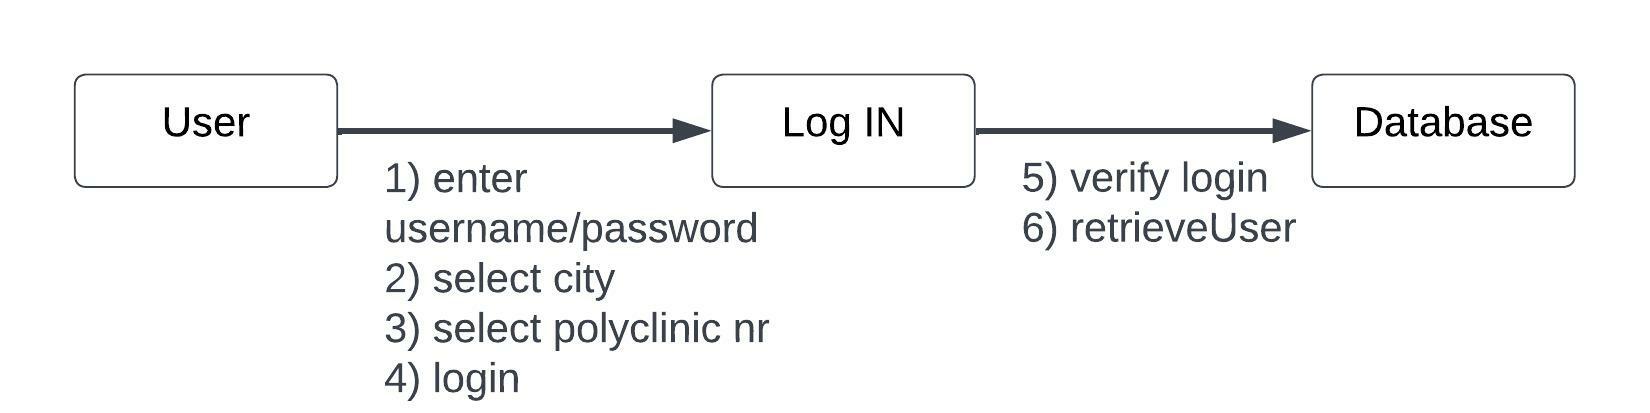 User
Log IN
Database
1) enter
username/password
2) select city
3) select polyclinic nr
4) login
5) verify login
6) retrieveUser